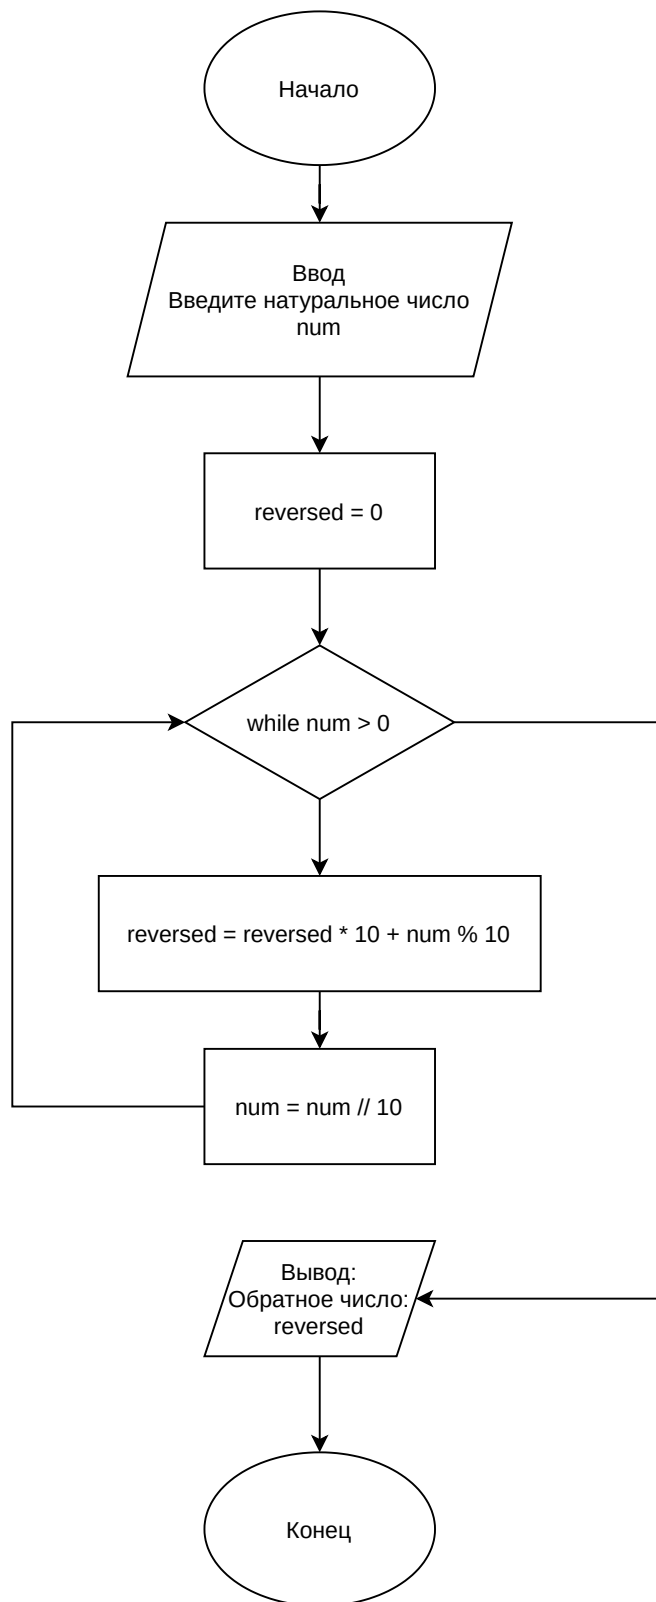 Начало
Ввод
Введите натуральное число
num
reversed = 0
while num > 0
reversed = reversed * 10 + num % 10
num = num // 10
Вывод:
Обратное число:
reversed
Конец